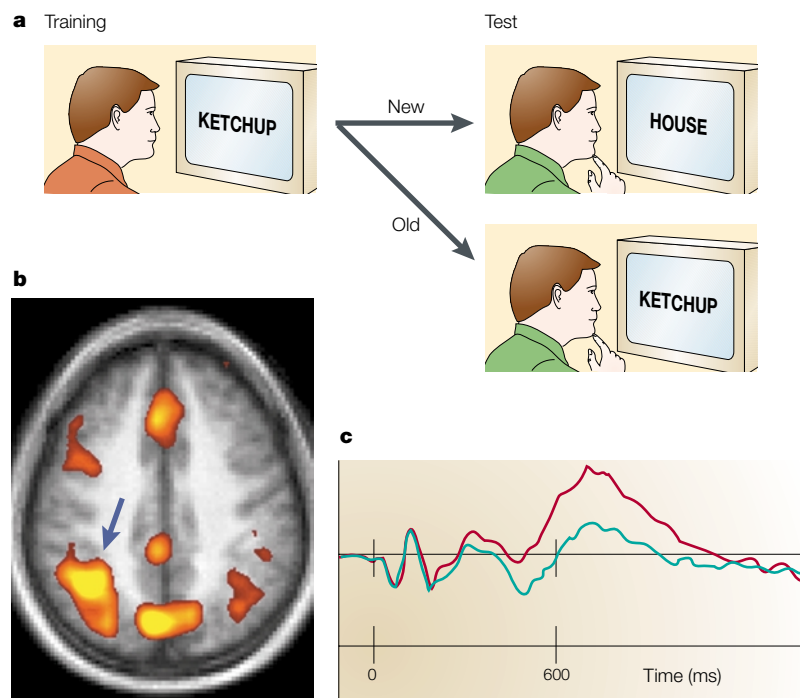 a Training
Test
KETCHUP
New
HOUSE
Old
KETCHUP
b
c
0
600
Time (ms)